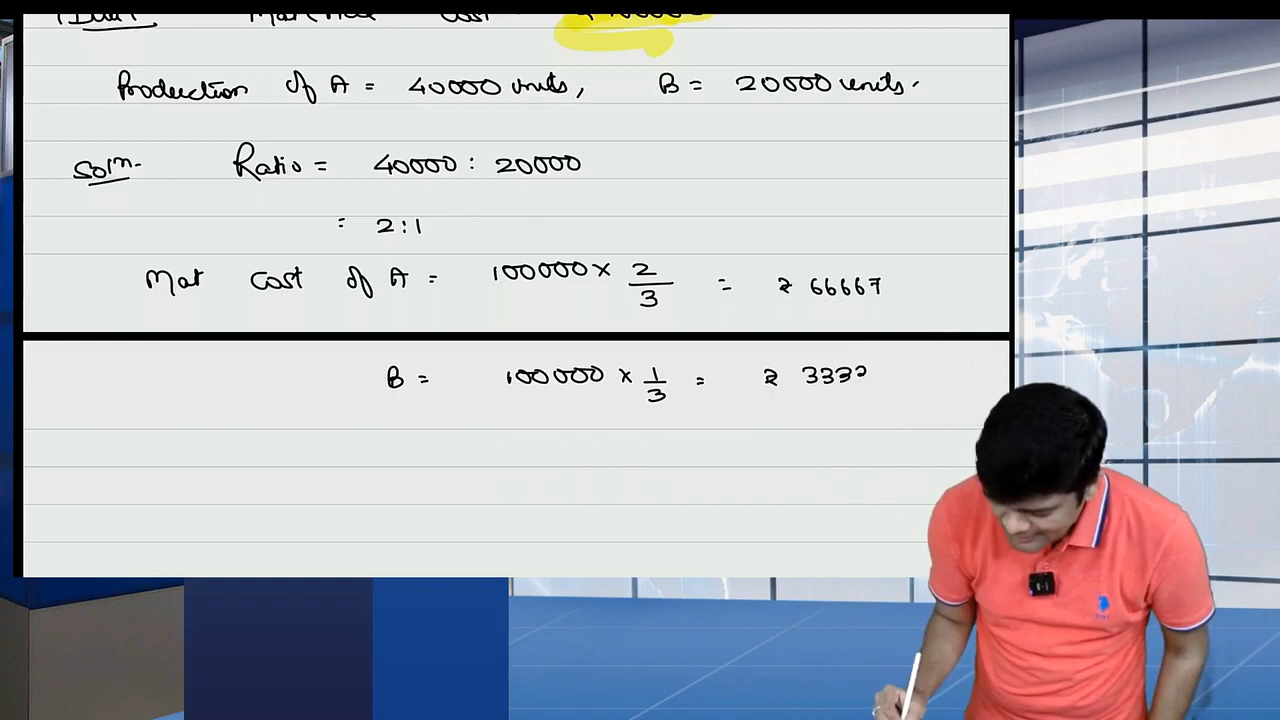 Production of A = 40000 units, B = 20000 units.
Soln. Ratio = 40000 : 20000
= 2:1
Mat Cost of A = 100000 × 2/3 = ₹ 66667
B = 100000 × 1/3 = ₹ 3333